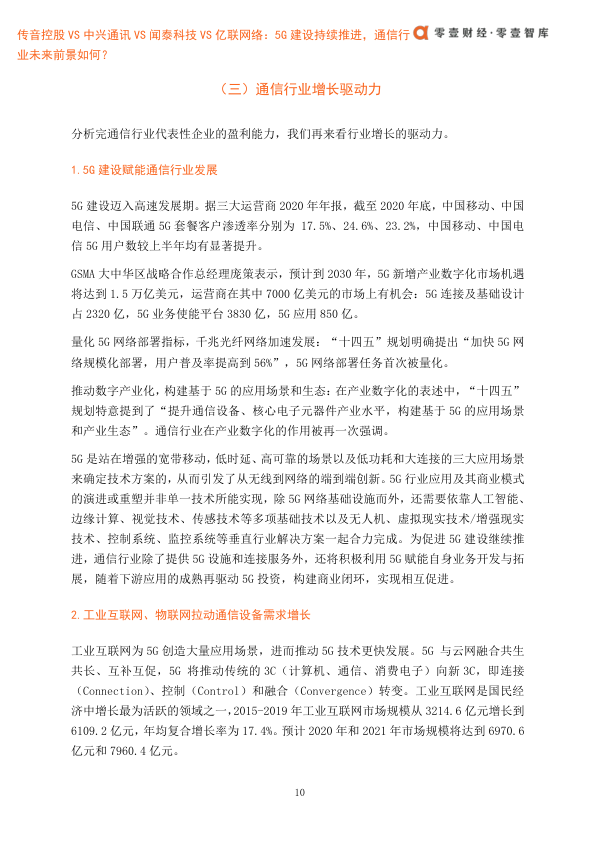 传音控股 VS 中兴通讯 VS 闻泰科技 VS 亿联网络：5G 建设持续推进，通信行
业未来前景如何？
零壹财经·零壹智库
（三）通信行业增长驱动力
分析完通信行业代表性企业的盈利能力，我们再来看行业增长的驱动力。
1.5G 建设赋能通信行业发展
5G 建设迈入高速发展期。据三大运营商 2020 年年报，截至 2020 年底，中国移动、中国
电信、中国联通 5G 套餐客户渗透率分别为 17.5%、24.6%、23.2%，中国移动、中国电
信 5G 用户数较上半年均有显著提升。
GSMA 大中华区战略合作总经理庞策表示，预计到 2030 年，5G 新增产业数字化市场机遇
将达到 1.5 万亿美元，运营商在其中 7000 亿美元的市场上有机会：5G 连接及基础设计
占 2320 亿，5G 业务使能平台 3830 亿，5G 应用 850 亿。
量化 5G 网络部署指标，千兆光纤网络加速发展：“十四五”规划明确提出“加快 5G 网
络规模化部署，用户普及率提高到 56%”，5G 网络部署任务首次被量化。
推动数字产业化，构建基于 5G 的应用场景和生态：在产业数字化的表述中，“十四五”
规划特意提到了“提升通信设备、核心电子元器件产业水平，构建基于 5G 的应用场景
和产业生态”。通信行业在产业数字化的作用被再一次强调。
5G 是站在增强的宽带移动，低时延、高可靠的场景以及低功耗和大连接的三大应用场景
来确定技术方案的，从而引发了从无线到网络的端到端创新。5G 行业应用及其商业模式
的演进或重塑并非单一技术所能实现，除 5G 网络基础设施而外，还需要依靠人工智能、
边缘计算、视觉技术、传感技术等多项基础技术以及无人机、虚拟现实技术/增强现实
技术、控制系统、监控系统等垂直行业解决方案一起合力完成。为促进 5G 建设继续推
进，通信行业除了提供 5G 设施和连接服务外，还将积极利用 5G 赋能自身业务开发与拓
展，随着下游应用的成熟再驱动 5G 投资，构建商业闭环，实现相互促进。
2.工业互联网、物联网拉动通信设备需求增长
工业互联网为 5G 创造大量应用场景，进而推动 5G 技术更快发展。5G 与云网融合共生
共长、互补互促，5G 将推动传统的 3C（计算机、通信、消费电子）向新 3C，即连接
（Connection）、控制（Control）和融合（Convergence）转变。工业互联网是国民经
济中增长最为活跃的领域之一，2015-2019 年工业互联网市场规模从 3214.6 亿元增长到
6109.2 亿元，年均复合增长率为 17.4%。预计 2020 年和 2021 年市场规模将达到 6970.6
亿元和 7960.4 亿元。
10